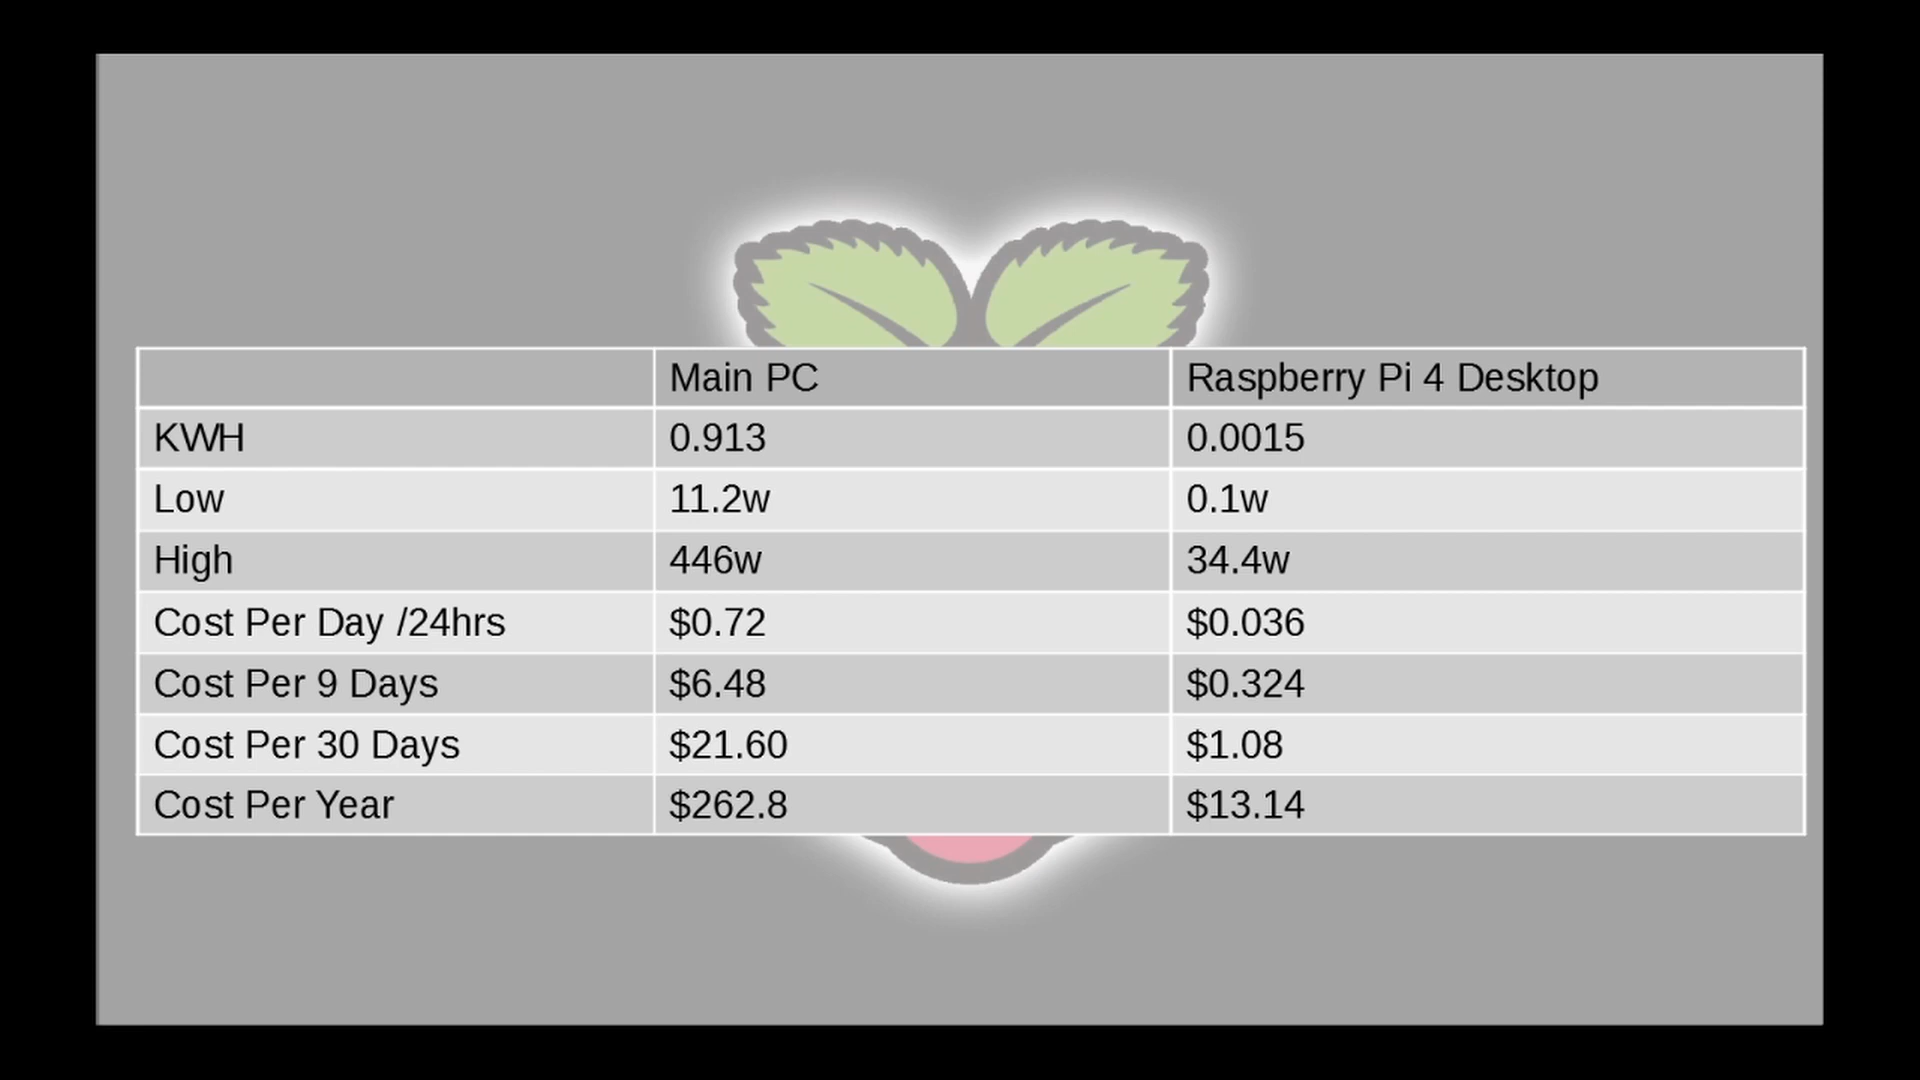 Main PC Raspberry Pi 4 Desktop
KWH 0.913 0.0015
Low 11.2w 0.1w
High 446w 34.4w
Cost Per Day /24hrs $0.72 $0.036
Cost Per 9 Days $6.48 $0.324
Cost Per 30 Days $21.60 $1.08
Cost Per Year $262.8 $13.14